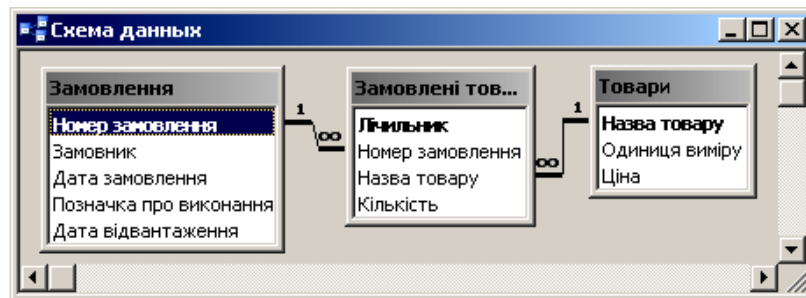 Схема данных
Замовлення
Номер замовлення
Замовник
Дата замовлення
Позначка про виконання
Дата відвантаження
1
∞
Замовлені тов...
Лічильник
Номер замовлення
Назва товару
Кількість
∞
1
Товари
Назва товару
Одиниця виміру
Ціна